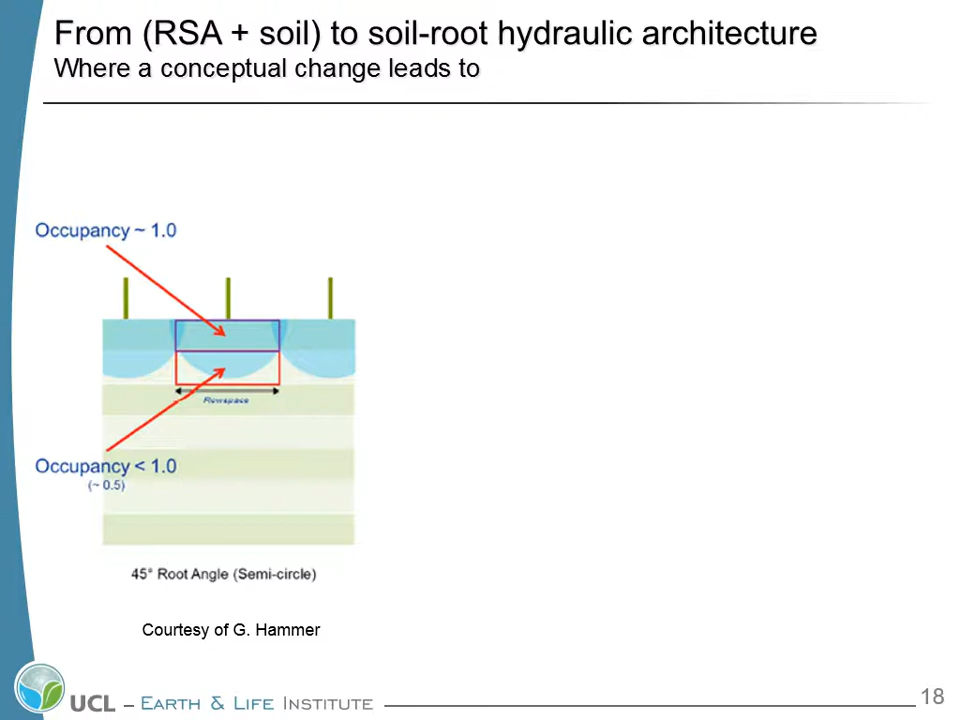 From (RSA + soil) to soil-root hydraulic architecture
Where a conceptual change leads to
Occupancy ~ 1.0
Rowspace
Occupancy < 1.0
(~ 0.5)
45° Root Angle (Semi-circle)
Courtesy of G. Hammer
UCL – EARTH & LIFE INSTITUTE
18